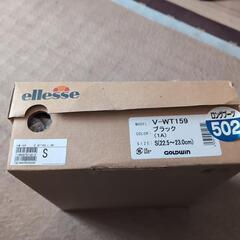 ellesse
MODEL V-WT159
COLOR ブラック
(1A)
SIZE S(22.5～23.0cm)
GOLDWIN
ロングブーツ
502
S